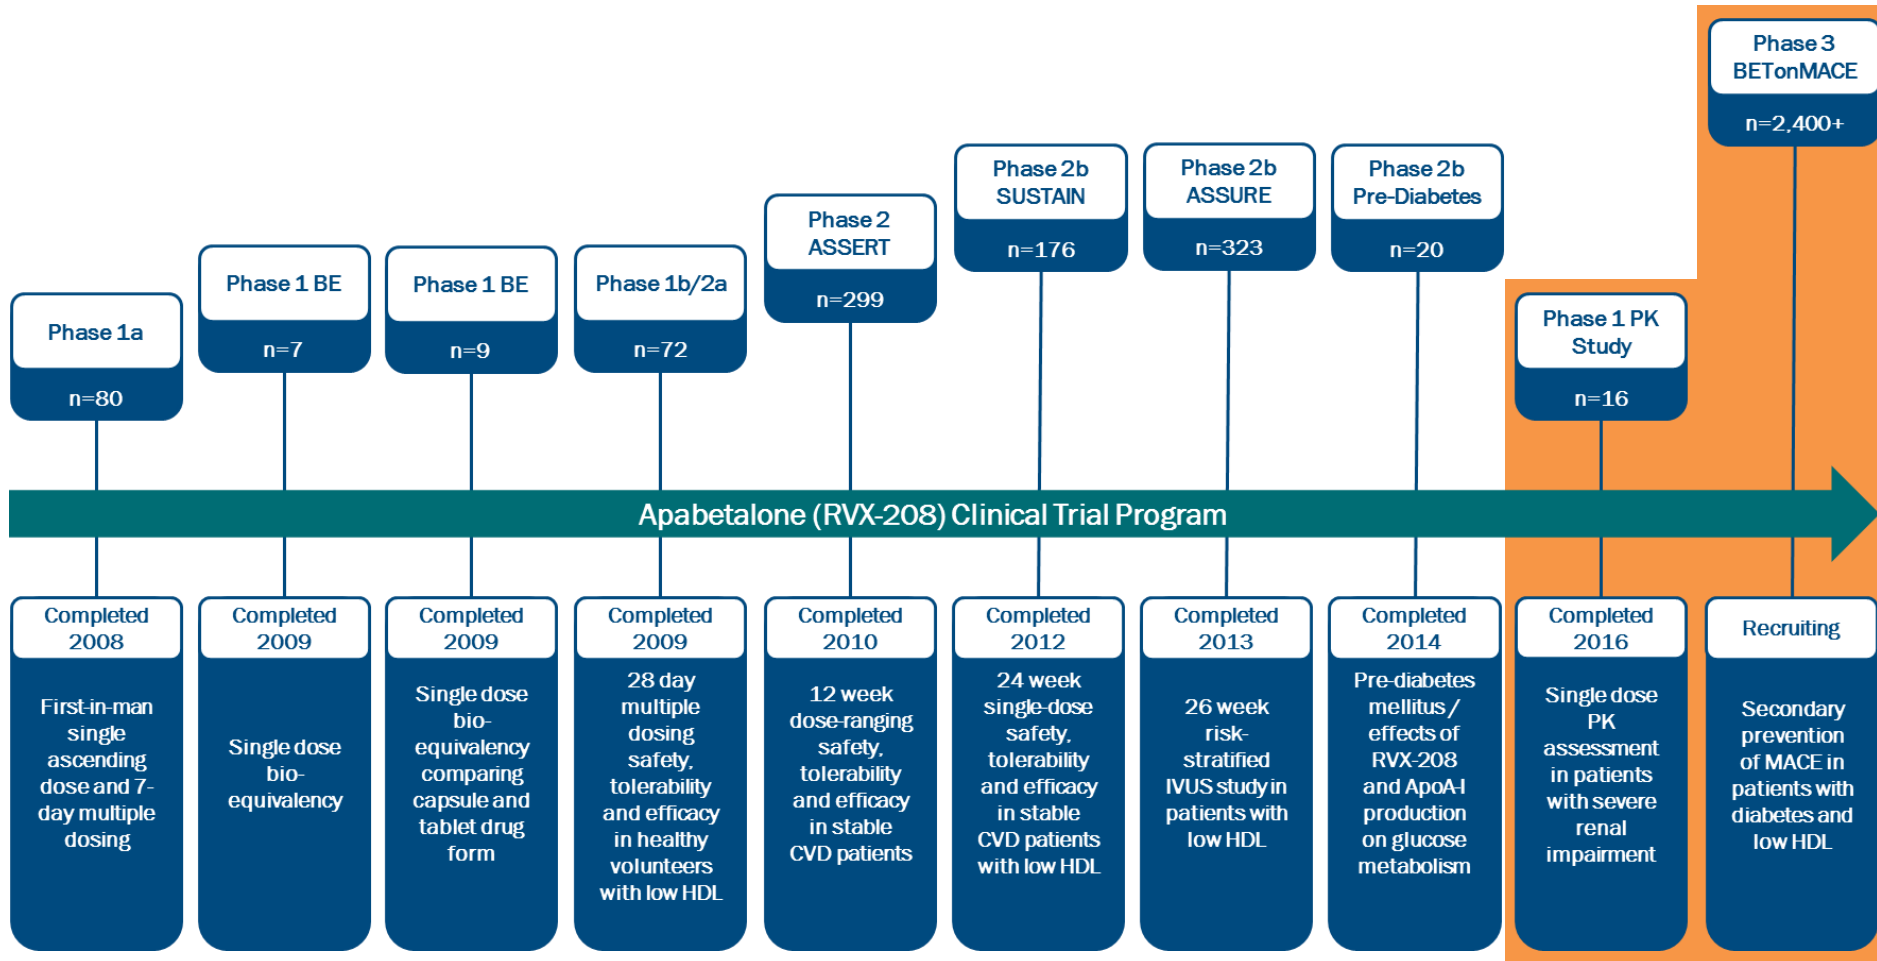 Phase 1a
n=80
Phase 1 BE
n=7
Phase 1 BE
n=9
Phase 1b/2a
n=72
Phase 2
ASSERT
n=299
Phase 2b
SUSTAIN
n=176
Phase 2b
ASSURE
n=323
Phase 2b
Pre-Diabetes
n=20
Phase 1 PK
Study
n=16
Phase 3
BETonMACE
n=2,400+
Apabetalone (RVX-208) Clinical Trial Program
Completed
2008
First-in-man
single
ascending
dose and 7-
day multiple
dosing
Completed
2009
Single dose
bio-
equivalency
Completed
2009
Single dose
bio-
equivalency
comparing
capsule and
tablet drug
form
Completed
2009
28 day
multiple
dosing
safety,
tolerability
and efficacy
in healthy
volunteers
with low HDL
Completed
2010
12 week
dose-ranging
safety,
tolerability
and efficacy
in stable
CVD patients
Completed
2012
24 week
single-dose
safety,
tolerability
and efficacy
in stable
CVD patients
with low HDL
Completed
2013
26 week
risk-
stratified
IVUS study in
patients with
low HDL
Completed
2014
Pre-diabetes
mellitus /
effects of
RVX-208
and ApoA-I
production
on glucose
metabolism
Completed
2016
Single dose
PK
assessment
in patients
with severe
renal
impairment
Recruiting
Secondary
prevention
of MACE in
patients with
diabetes and
low HDL